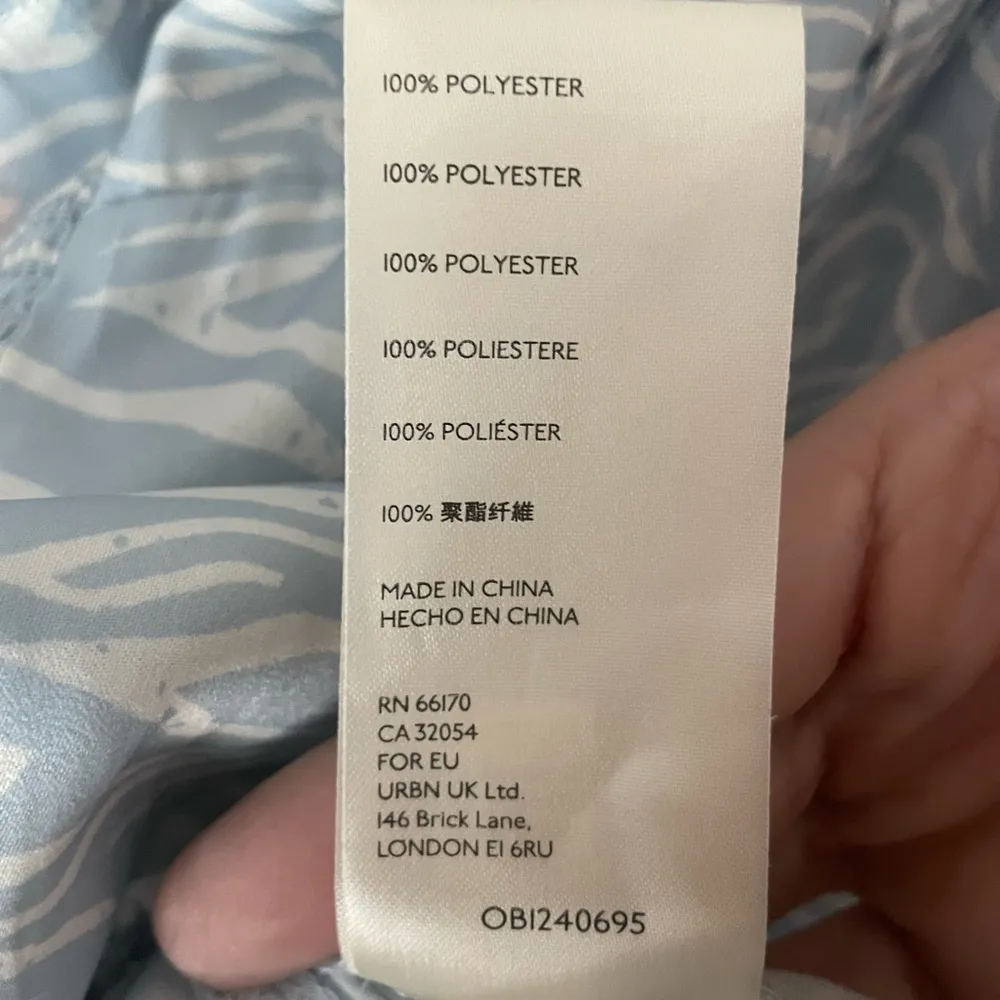 100% POLYESTER
100% POLYESTER
100% POLYESTER
100% POLIESTERE
100% POLIÉSTER
100% 聚酯纤維
MADE IN CHINA
HECHO EN CHINA
RN 66170
CA 32054
FOR EU
URBN UK Ltd.
146 Brick Lane,
LONDON E1 6RU
OB1240695